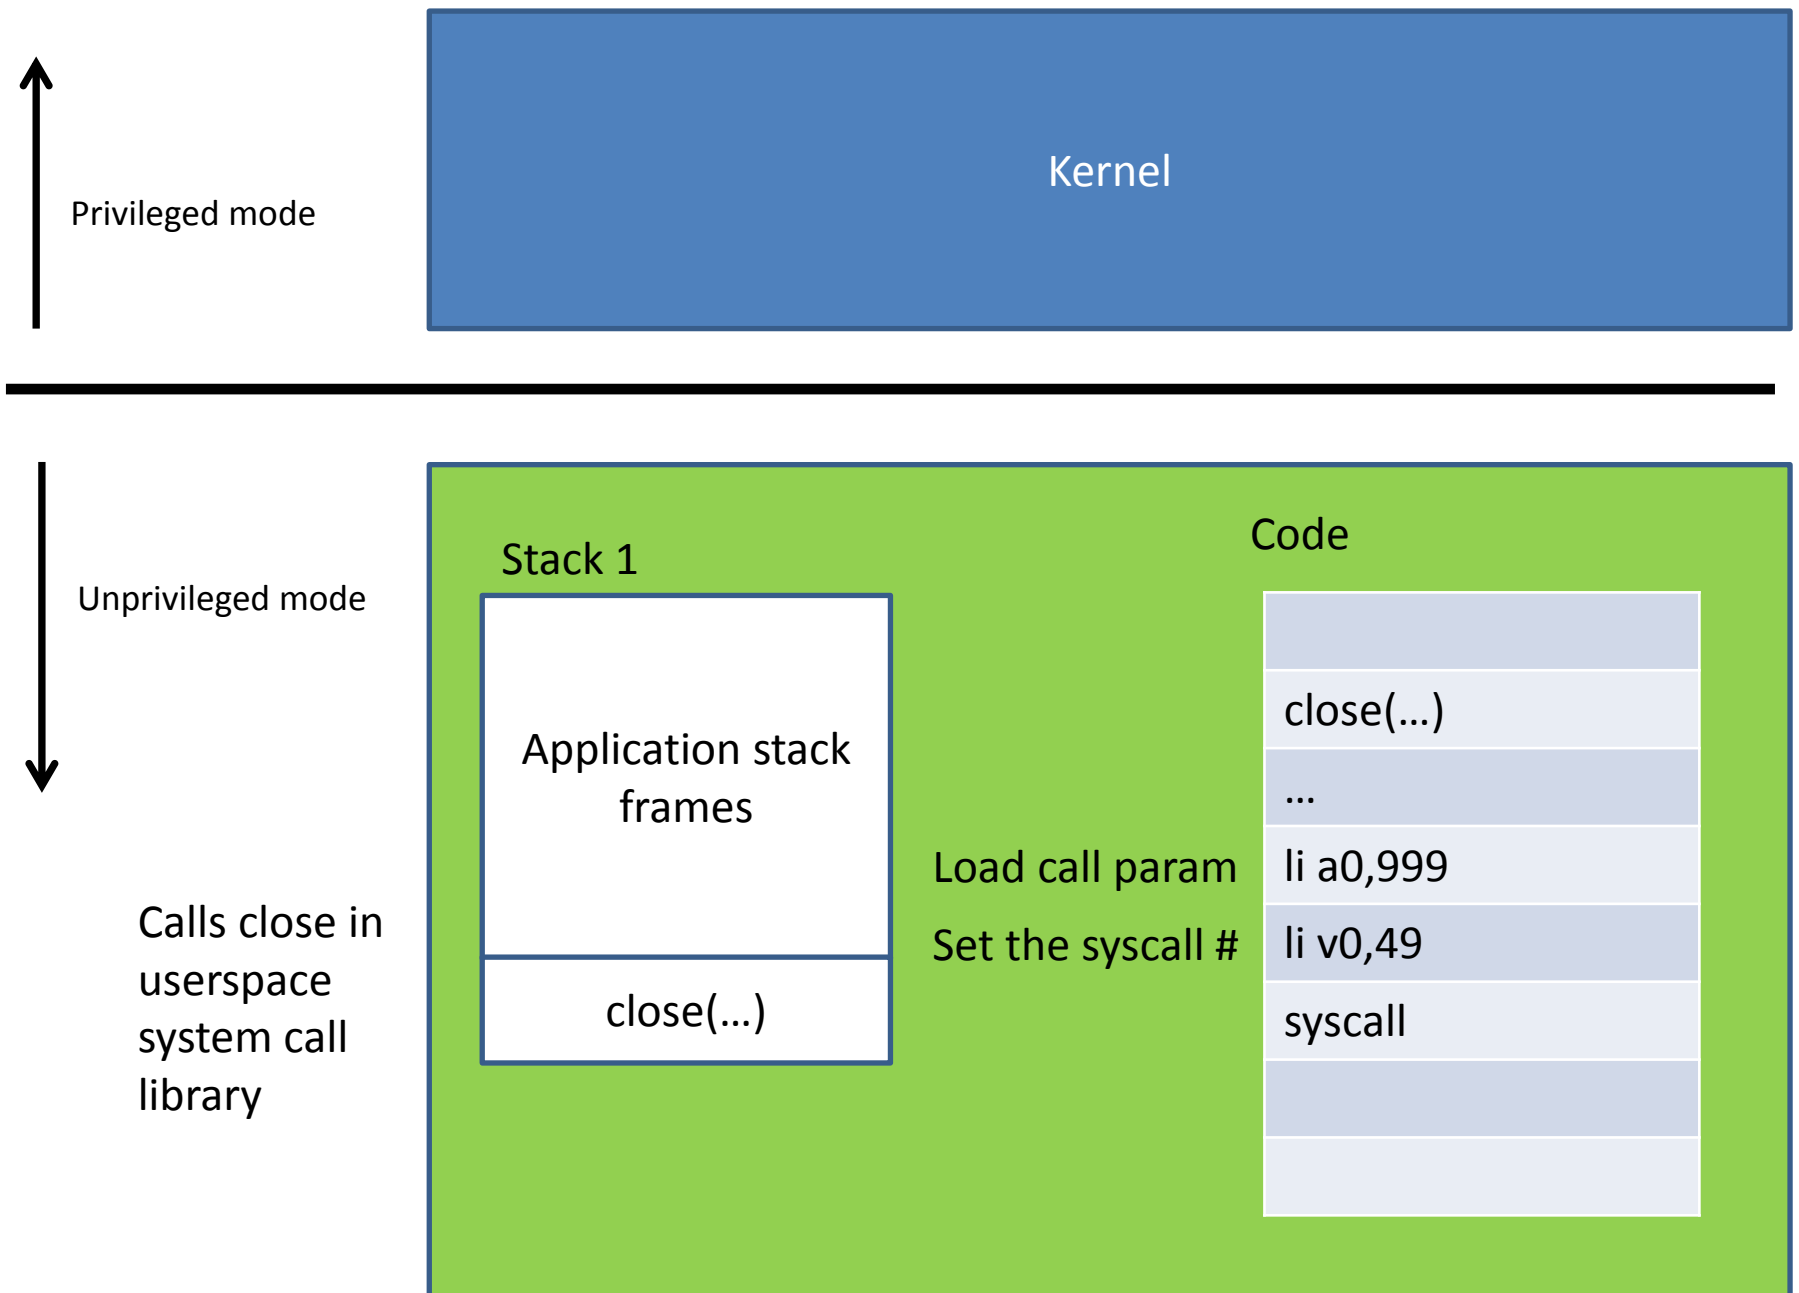 Kernel
Privileged mode
Unprivileged mode
Calls close in
userspace
system call
library
Stack 1
Application stack
frames
close(…)
Code
close(…)
…
Load call param
li a0,999
Set the syscall #
li v0,49
syscall